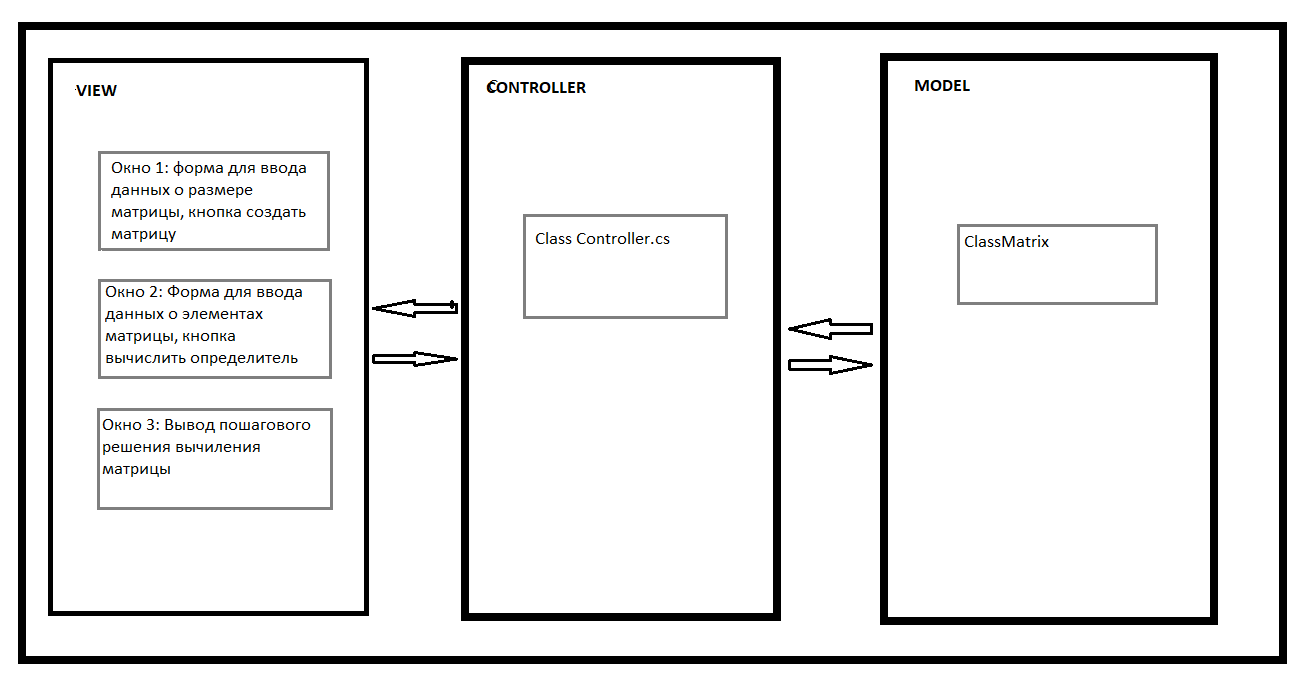 VIEW
Окно 1: форма для ввода
данных о размере
матрицы, кнопка создать
матрицу
Окно 2: Форма для ввода
данных о элементах
матрицы, кнопка
вычислить определитель
Окно 3: Вывод пошагового
решения вычиления
матрицы
CONTROLLER
Class Controller.cs
MODEL
ClassMatrix